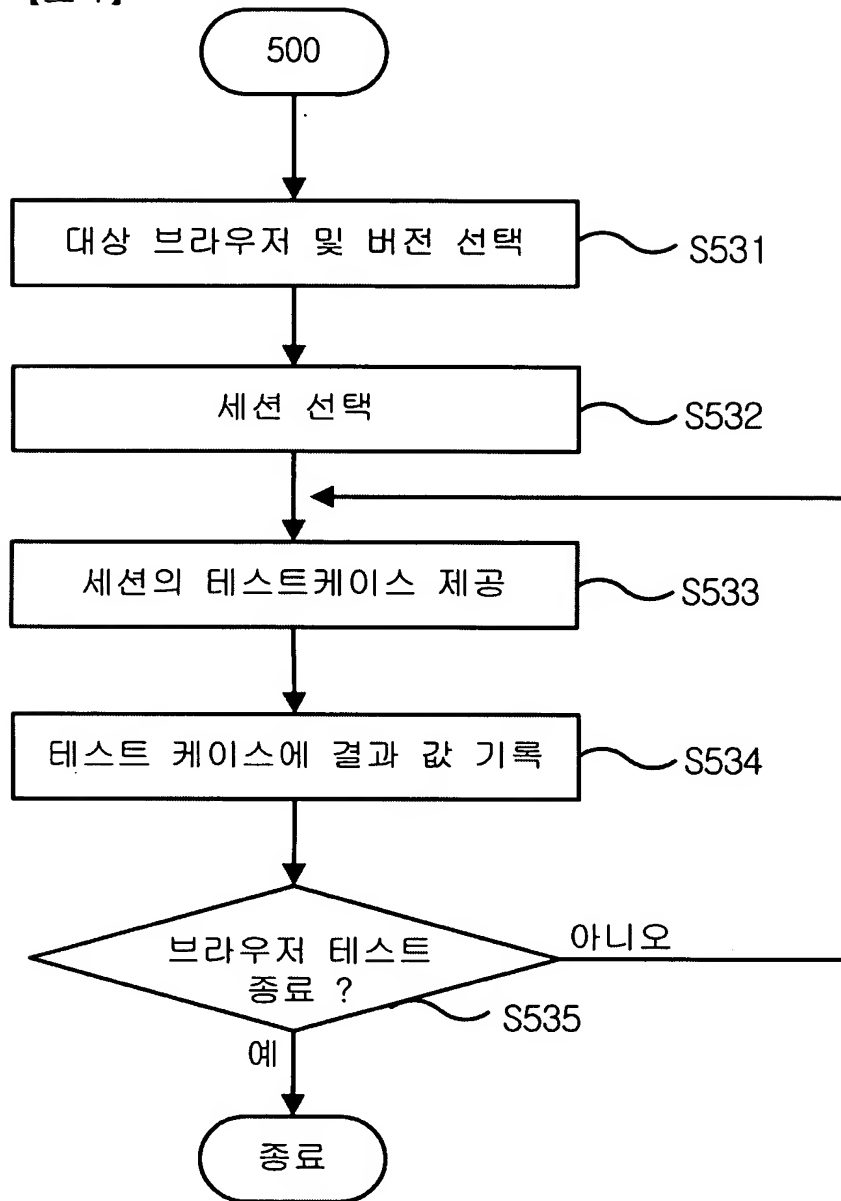 500
대상 브라우저 및 버전 선택
S531
세션 선택
S532
세션의 테스트케이스 제공
S533
테스트 케이스에 결과 값 기록
S534
브라우저 테스트
종료 ?
아니오
S535
예
종료